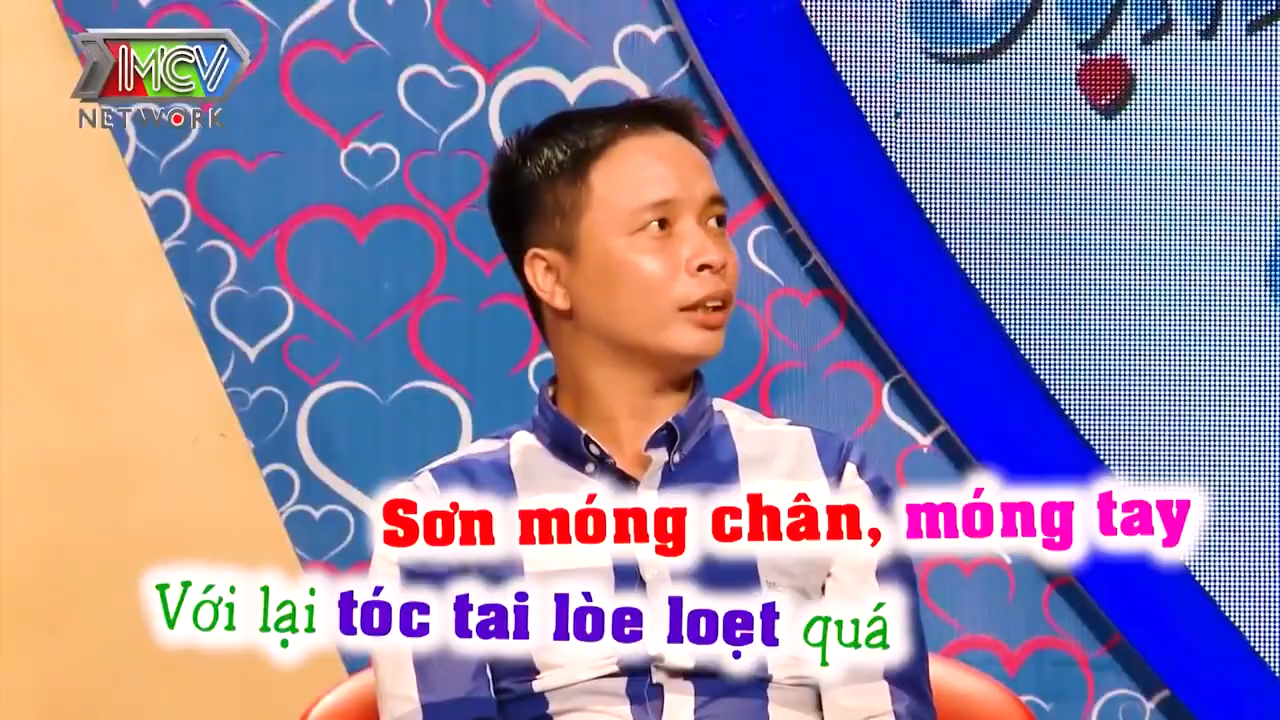 MCV
NETWORK
Sơn móng chân, móng tay
Với lại tóc tai lòe loẹt quá